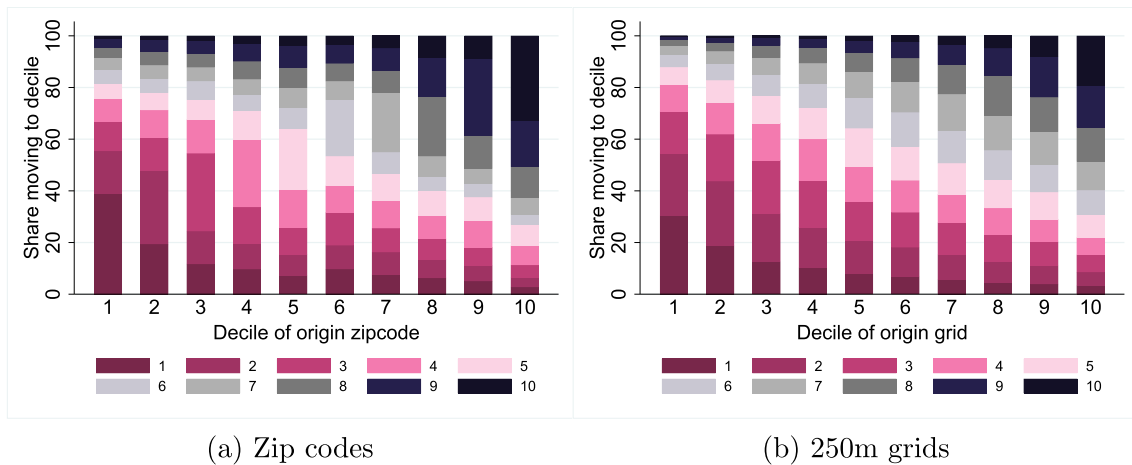 Share moving to decile
100
80
60
40
20
0
1 2 3 4 5 6 7 8 9 10
Decile of origin zipcode
1 2 3 4 5
6 7 8 9 10
(a) Zip codes
Share moving to decile
100
80
60
40
20
0
1 2 3 4 5 6 7 8 9 10
Decile of origin grid
1 2 3 4 5
6 7 8 9 10
(b) 250m grids